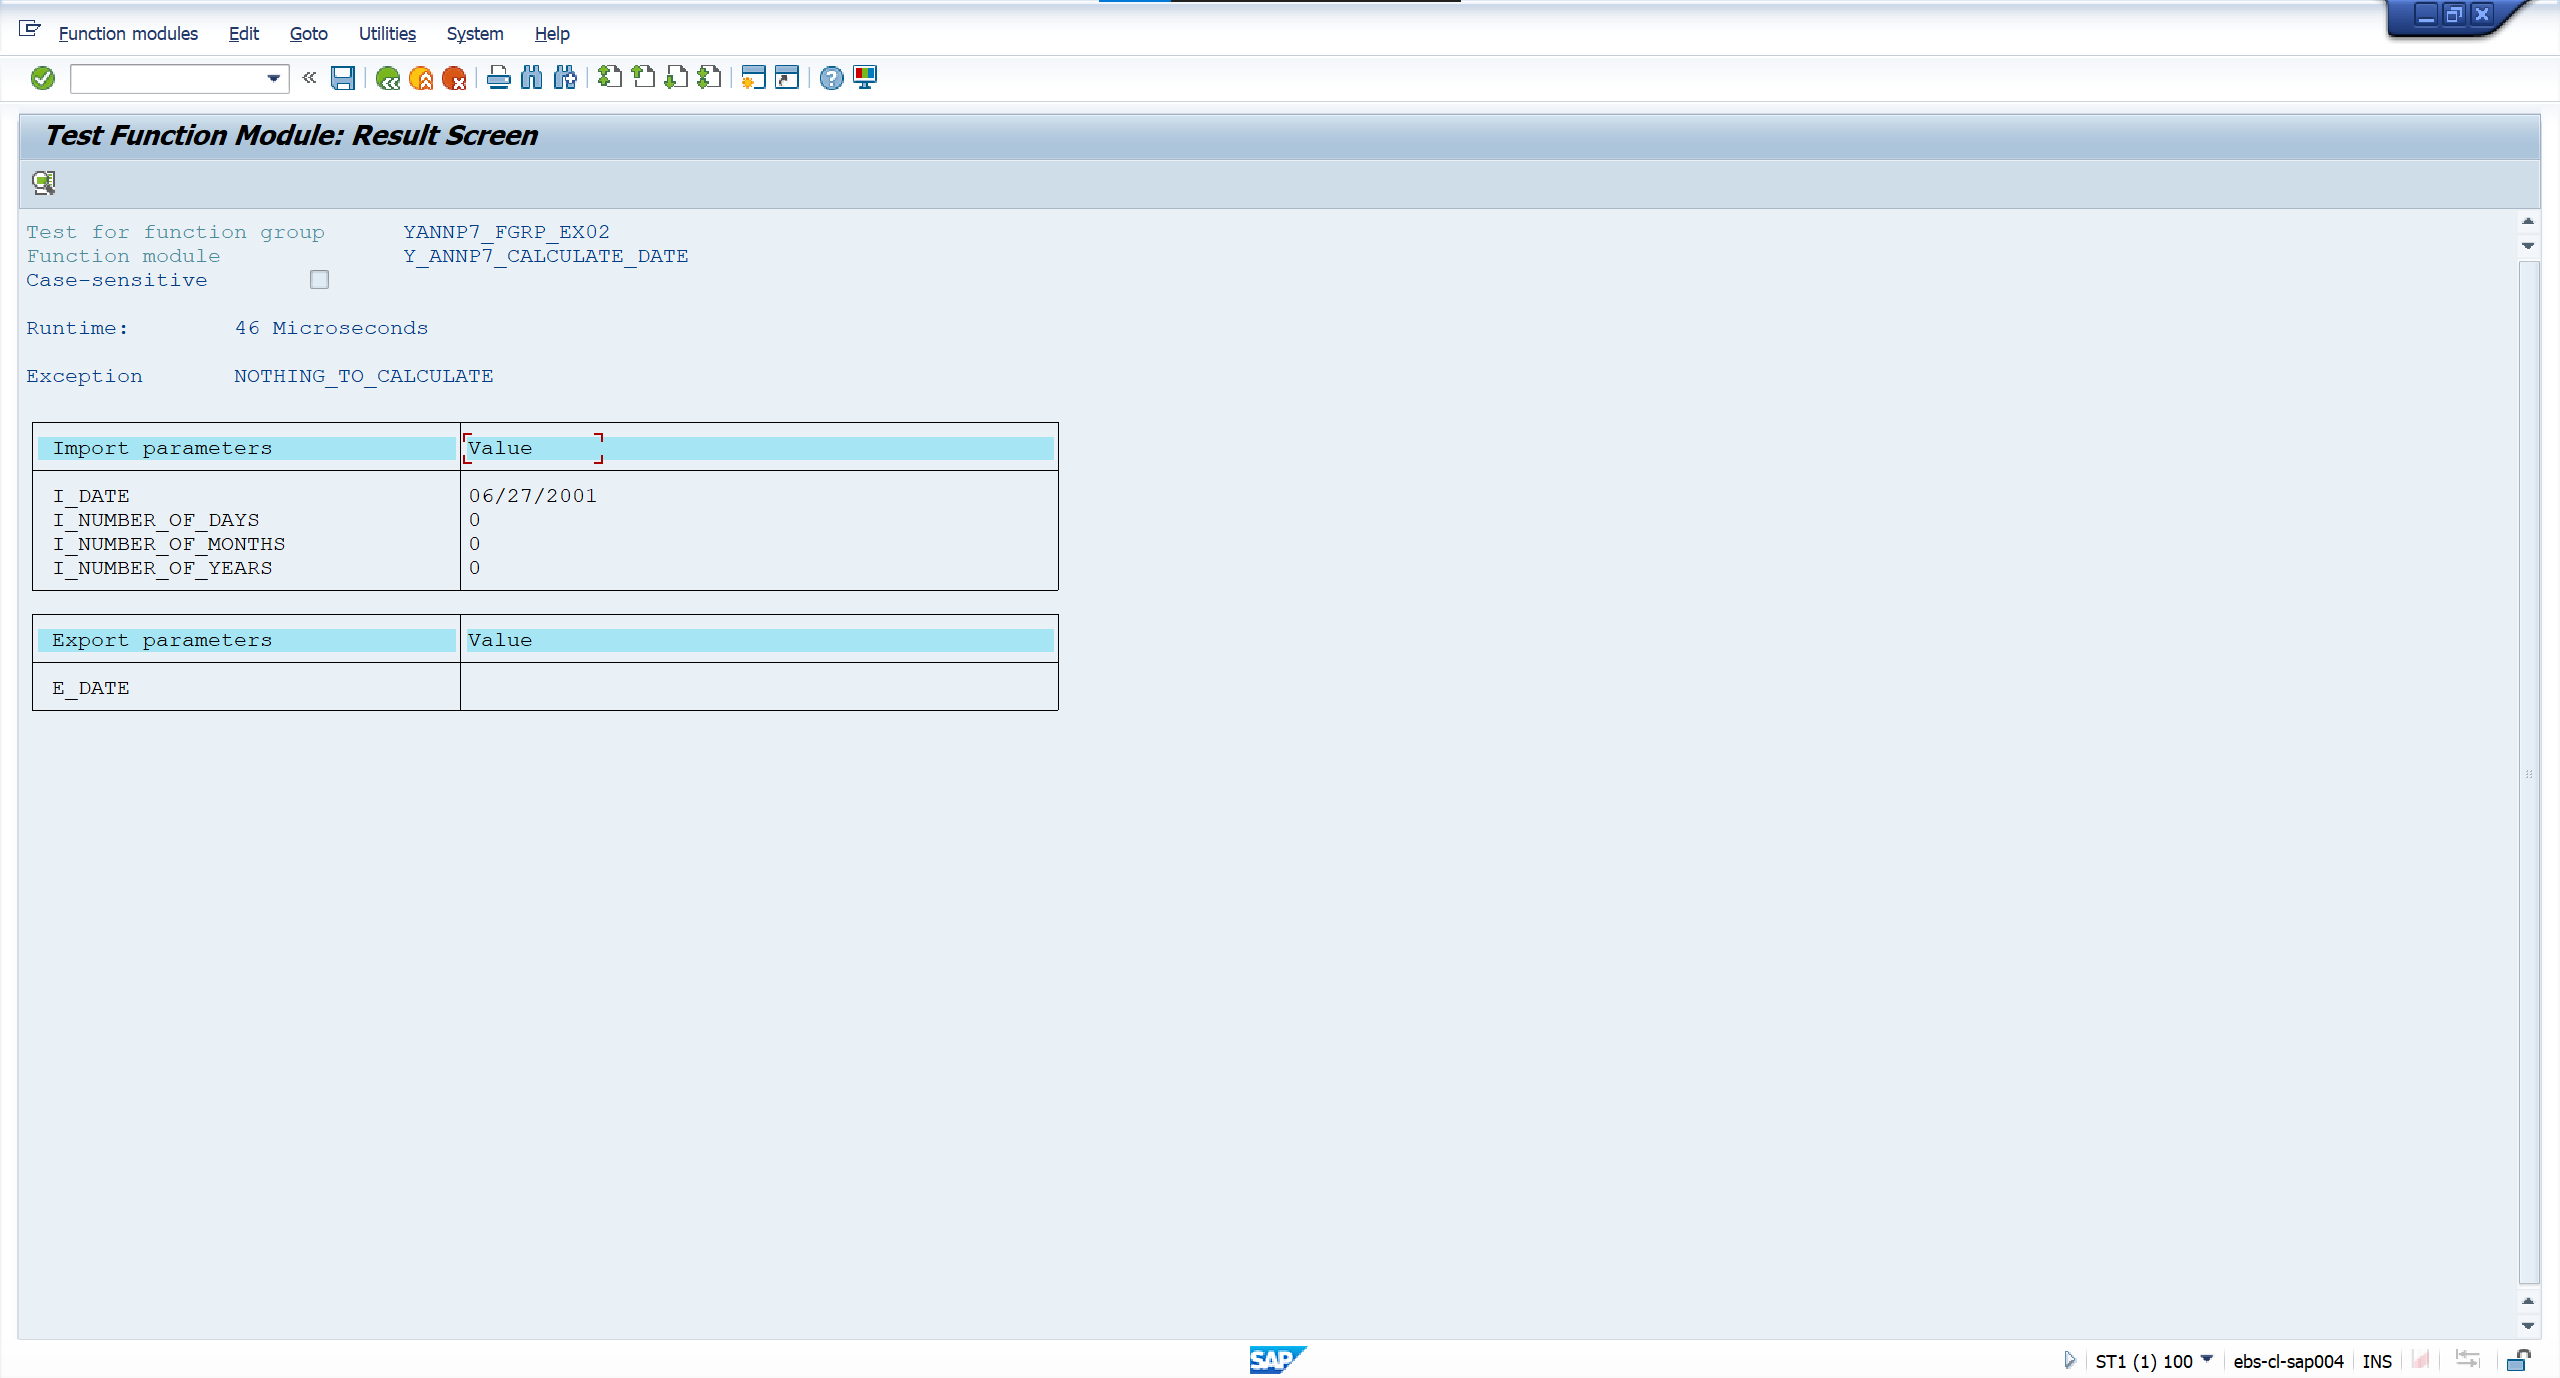 Function modules Edit Goto Utilities System Help
Test Function Module: Result Screen
Test for function group YANNP7_FGRP_EX02
Function module Y_ANNP7_CALCULATE_DATE
Case-sensitive
Runtime: 46 Microseconds
Exception NOTHING_TO_CALCULATE
Import parameters Value
I_DATE 06/27/2001
I_NUMBER_OF_DAYS 0
I_NUMBER_OF_MONTHS 0
I_NUMBER_OF_YEARS 0
Export parameters Value
E_DATE
SAP ST1 (1) 100 ebs-cl-sap004 INS